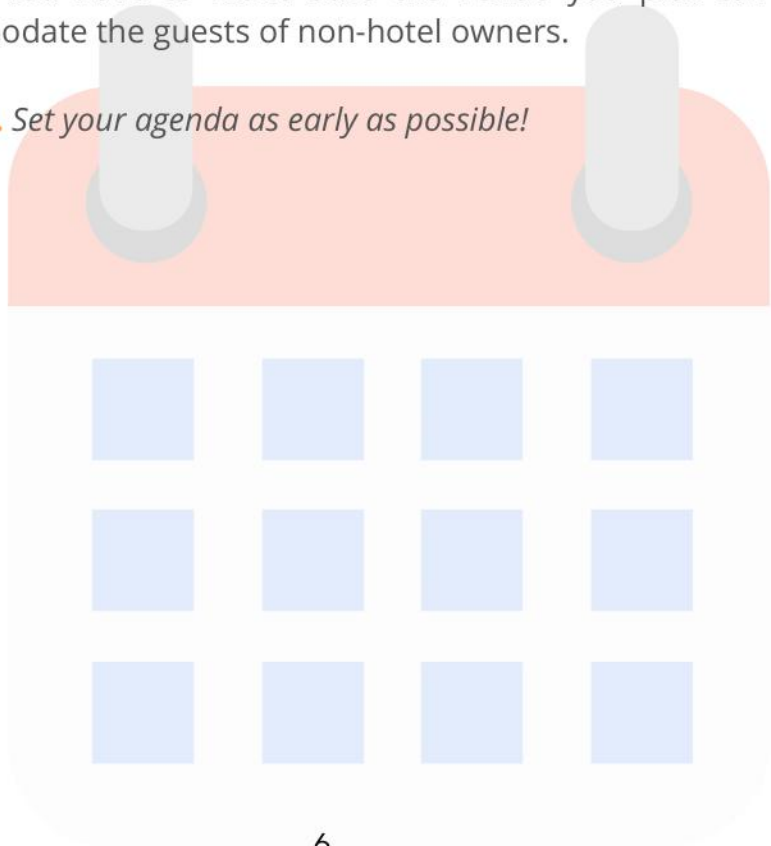 odate the guests of non-hotel owners.
. Set your agenda as early as possible!
6